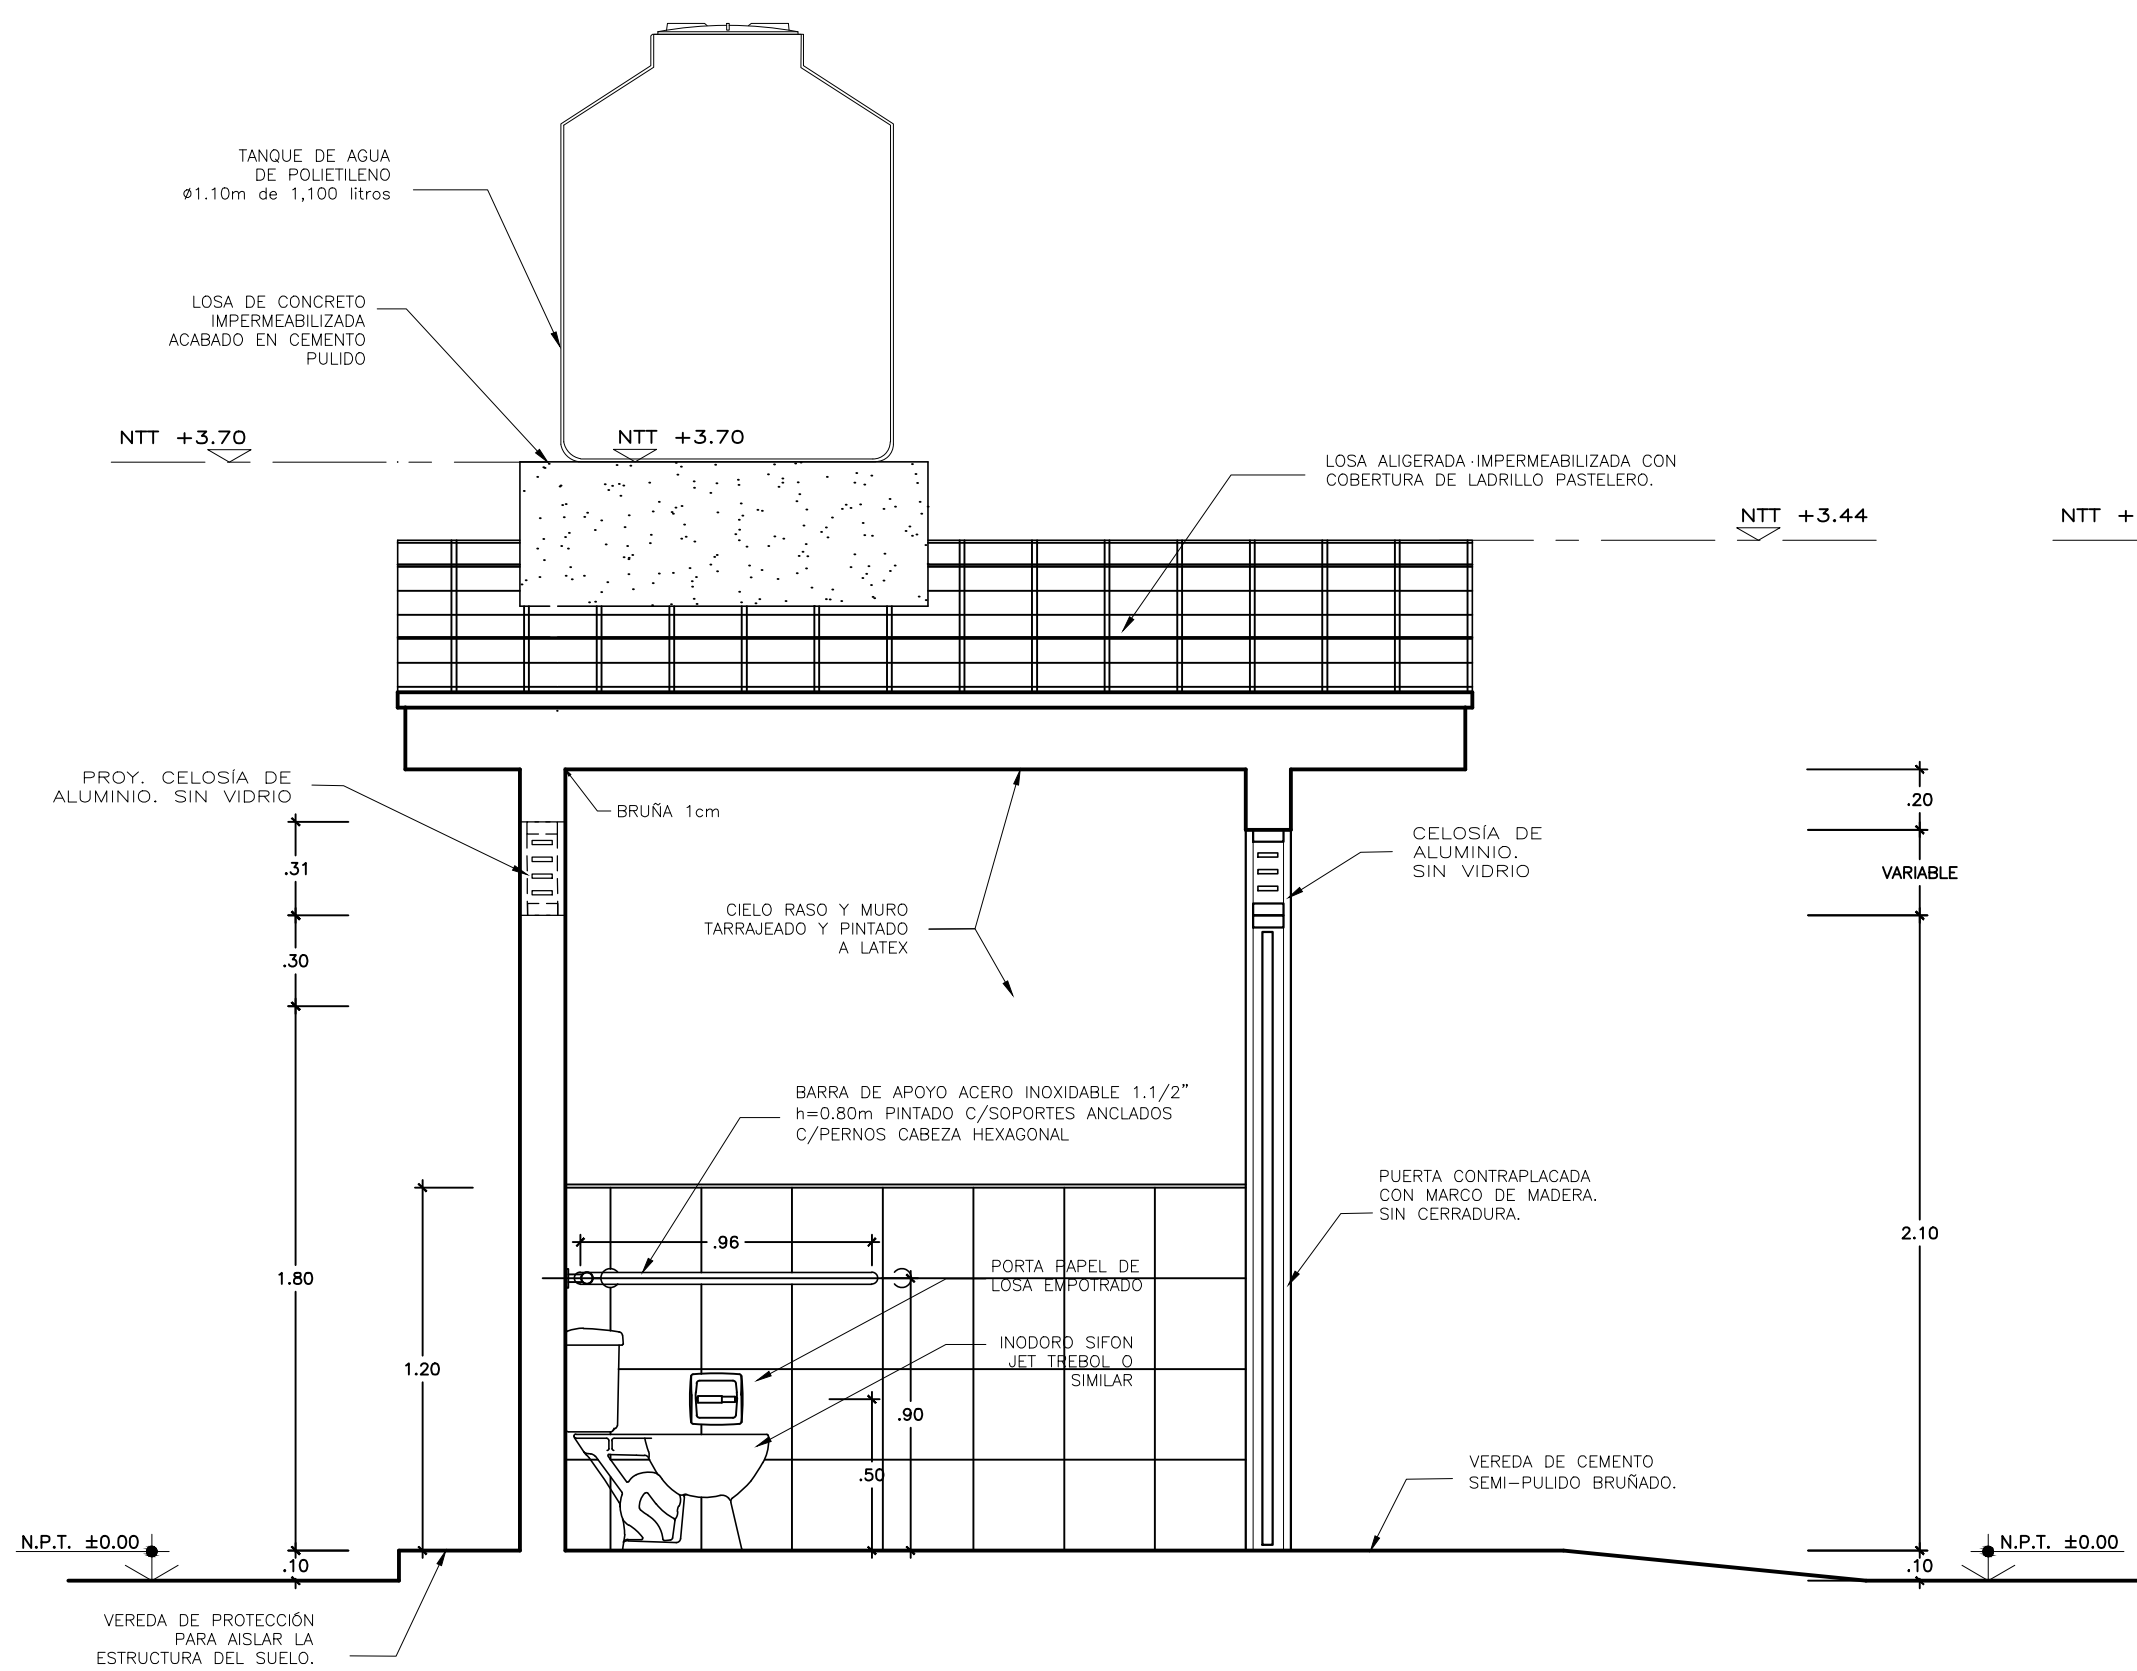 TANQUE DE AGUA
DE POLIETILENO
ø1.10m de 1,100 litros
LOSA DE CONCRETO
IMPERMEABILIZADA
ACABADO EN CEMENTO
PULIDO
NTT +3.70
NTT +3.70
LOSA ALIGERADA IMPERMEABILIZADA CON
COBERTURA DE LADRILLO PASTELERO.
NTT +3.44
NTT +
PROY. CELOSÍA DE
ALUMINIO. SIN VIDRIO
BRUÑA 1cm
.20
CELOSÍA DE
ALUMINIO.
SIN VIDRIO
.31
VARIABLE
CIELO RASO Y MURO
TARRAJEADO Y PINTADO
A LATEX
.30
BARRA DE APOYO ACERO INOXIDABLE 1.1/2”
h=0.80m PINTADO C/SOPORTES ANCLADOS
C/PERNOS CABEZA HEXAGONAL
PUERTA CONTRAPLACADA
CON MARCO DE MADERA.
SIN CERRADURA.
.96
2.10
1.80
PORTA PAPEL DE
LOSA EMPOTRADO
1.20
INODORO SIFON
JET TREBOL O
SIMILAR
.90
.50
VEREDA DE CEMENTO
SEMI-PULIDO BRUÑADO.
N.P.T. ±0.00
.10
N.P.T. ±0.00
.10
VEREDA DE PROTECCIÓN
PARA AISLAR LA
ESTRUCTURA DEL SUELO.